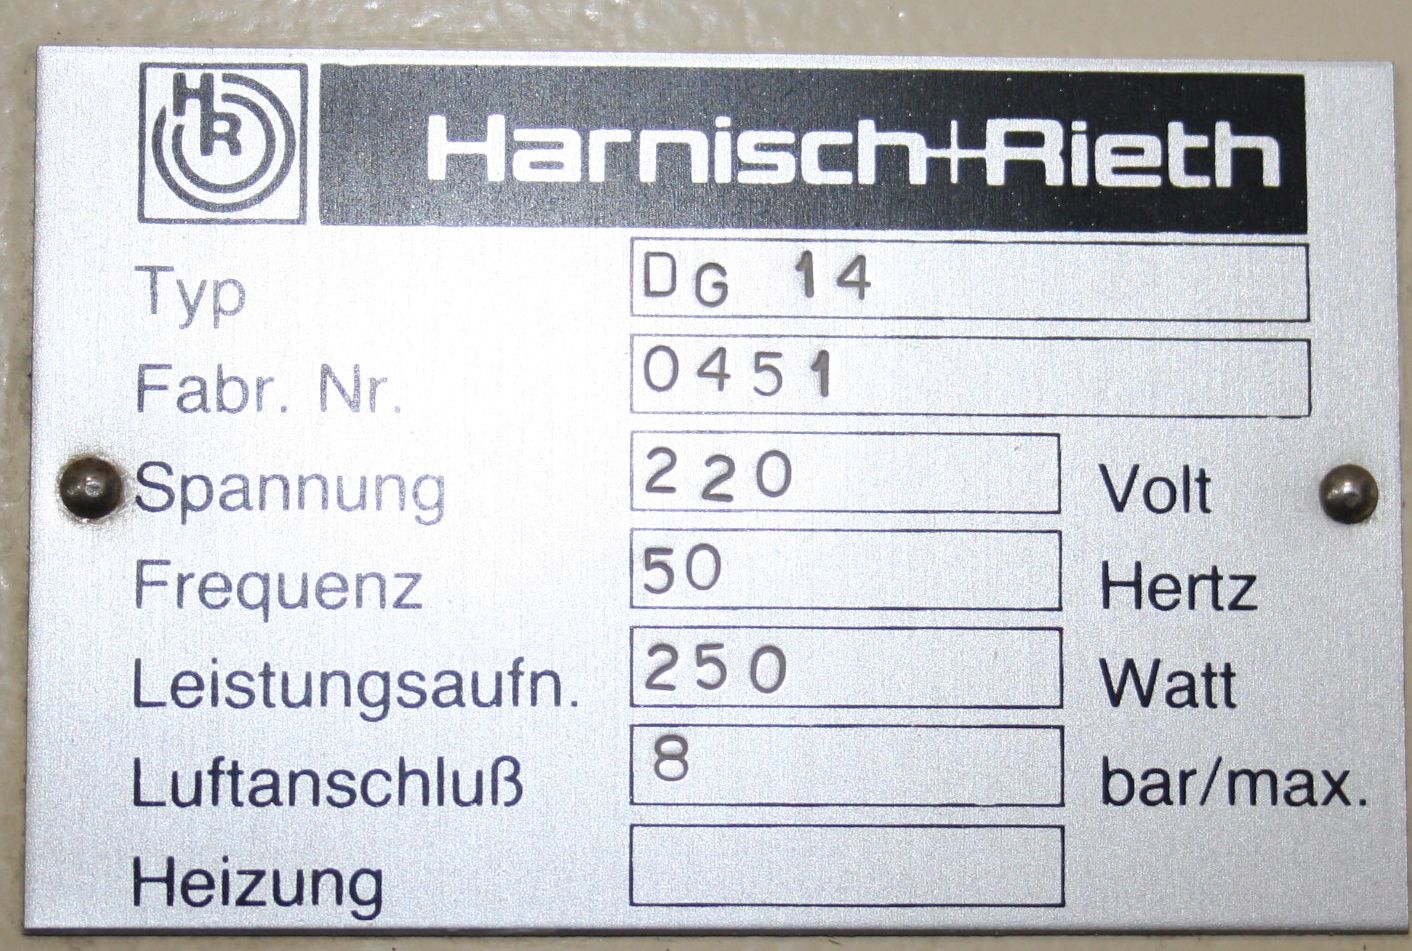 HR Harnisch+Rieth
Typ DG 14
Fabr. Nr. 0451
Spannung 220 Volt
Frequenz 50 Hertz
Leistungsaufn. 250 Watt
Luftanschluß 8 bar/max.
Heizung